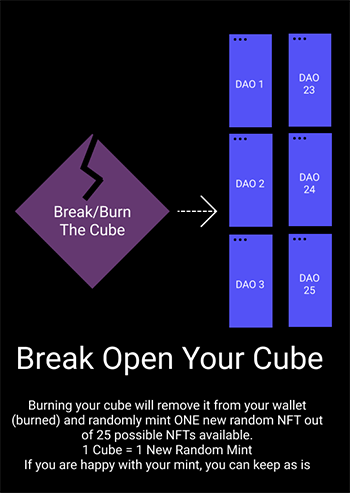 DAO 1
DAO
23
Break/Burn
The Cube
DAO 2
DAO
24
DAO 3
DAO
25
Break Open Your Cube
Burning your cube will remove it from your wallet
(burned) and randomly mint ONE new random NFT out
of 25 possible NFTs available.
1 Cube = 1 New Random Mint
If you are happy with your mint, you can keep as is